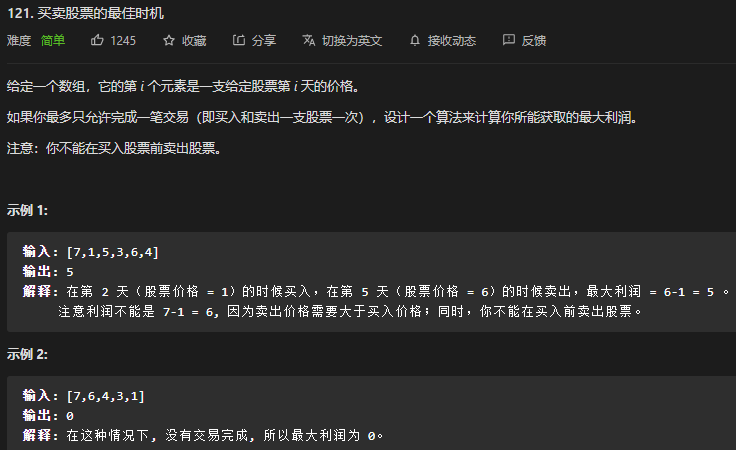 121. 买卖股票的最佳时机
难度 简单 1245 收藏 分享 切换为英文 接收动态 反馈
给定一个数组，它的第 i 个元素是一支给定股票第 i 天的价格。
如果你最多只允许完成一笔交易（即买入和卖出一支股票一次），设计一个算法来计算你所能获取的最大利润。
注意：你不能在买入股票前卖出股票。
示例 1:
输入: [7,1,5,3,6,4]
输出: 5
解释: 在第 2 天（股票价格 = 1）的时候买入，在第 5 天（股票价格 = 6）的时候卖出，最大利润 = 6-1 = 5 。
注意利润不能是 7-1 = 6, 因为卖出价格需要大于买入价格；同时，你不能在买入前卖出股票。
示例 2:
输入: [7,6,4,3,1]
输出: 0
解释: 在这种情况下, 没有交易完成, 所以最大利润为 0。